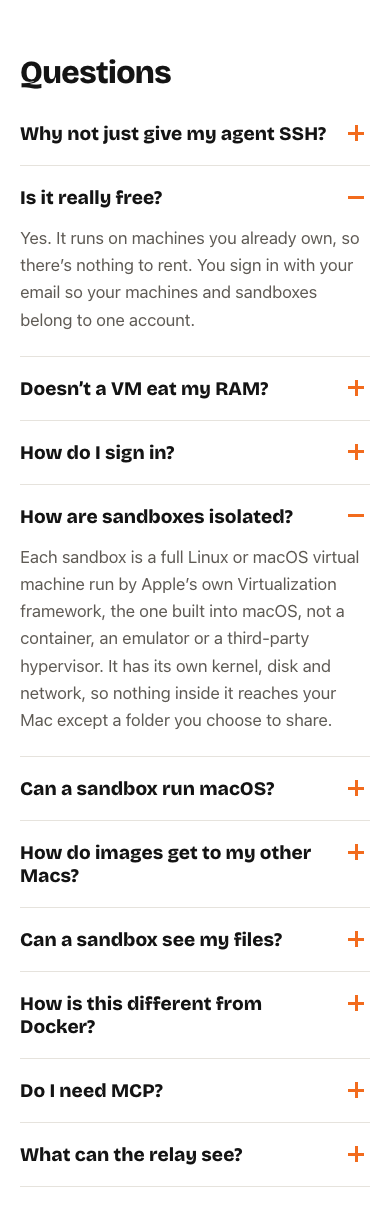 Questions
Why not just give my agent SSH?
Is it really free?
Yes. It runs on machines you already own, so
there’s nothing to rent. You sign in with your
email so your machines and sandboxes
belong to one account.
Doesn’t a VM eat my RAM?
How do I sign in?
How are sandboxes isolated?
Each sandbox is a full Linux or macOS virtual
machine run by Apple’s own Virtualization
framework, the one built into macOS, not a
container, an emulator or a third-party
hypervisor. It has its own kernel, disk and
network, so nothing inside it reaches your
Mac except a folder you choose to share.
Can a sandbox run macOS?
How do images get to my other
Macs?
Can a sandbox see my files?
How is this different from
Docker?
Do I need MCP?
What can the relay see?